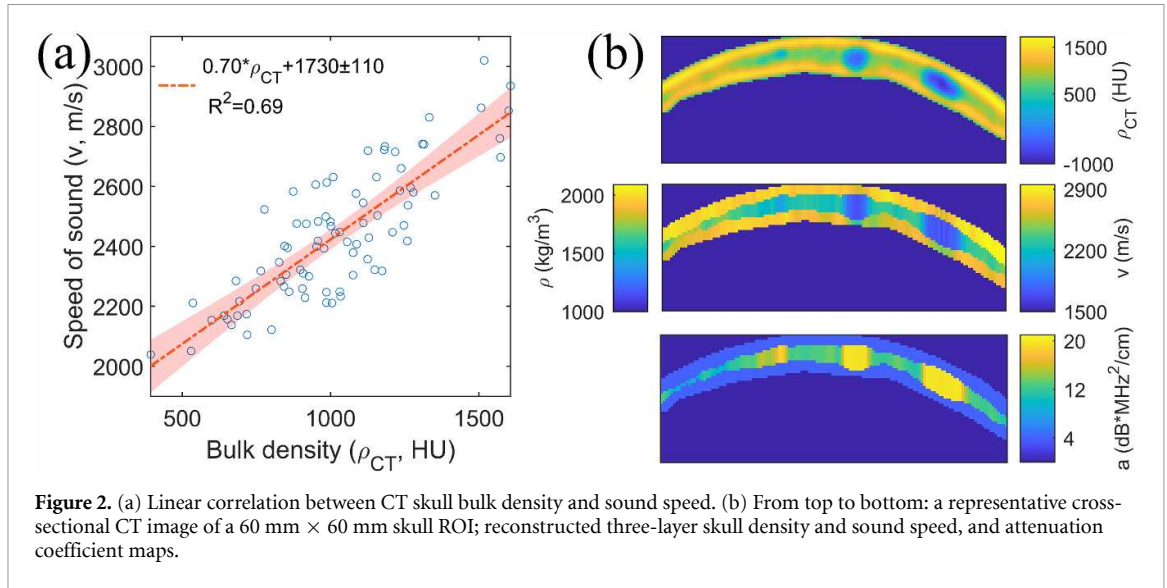 (a)
3000
2800
2600
2400
2200
2000
Speed of sound (v, m/s)
0.70*ρCT+1730±110
R²=0.69
500 1000 1500
Bulk density (ρCT, HU)
(b)
1500
500
-1000
ρCT (HU)
2000
1500
1000
ρ (kg/m³)
2900
2200
1500
v (m/s)
20
12
4
a (dB*MHz²/cm)
Figure 2. (a) Linear correlation between CT skull bulk density and sound speed. (b) From top to bottom: a representative cross-
sectional CT image of a 60 mm × 60 mm skull ROI; reconstructed three-layer skull density and sound speed, and attenuation
coefficient maps.